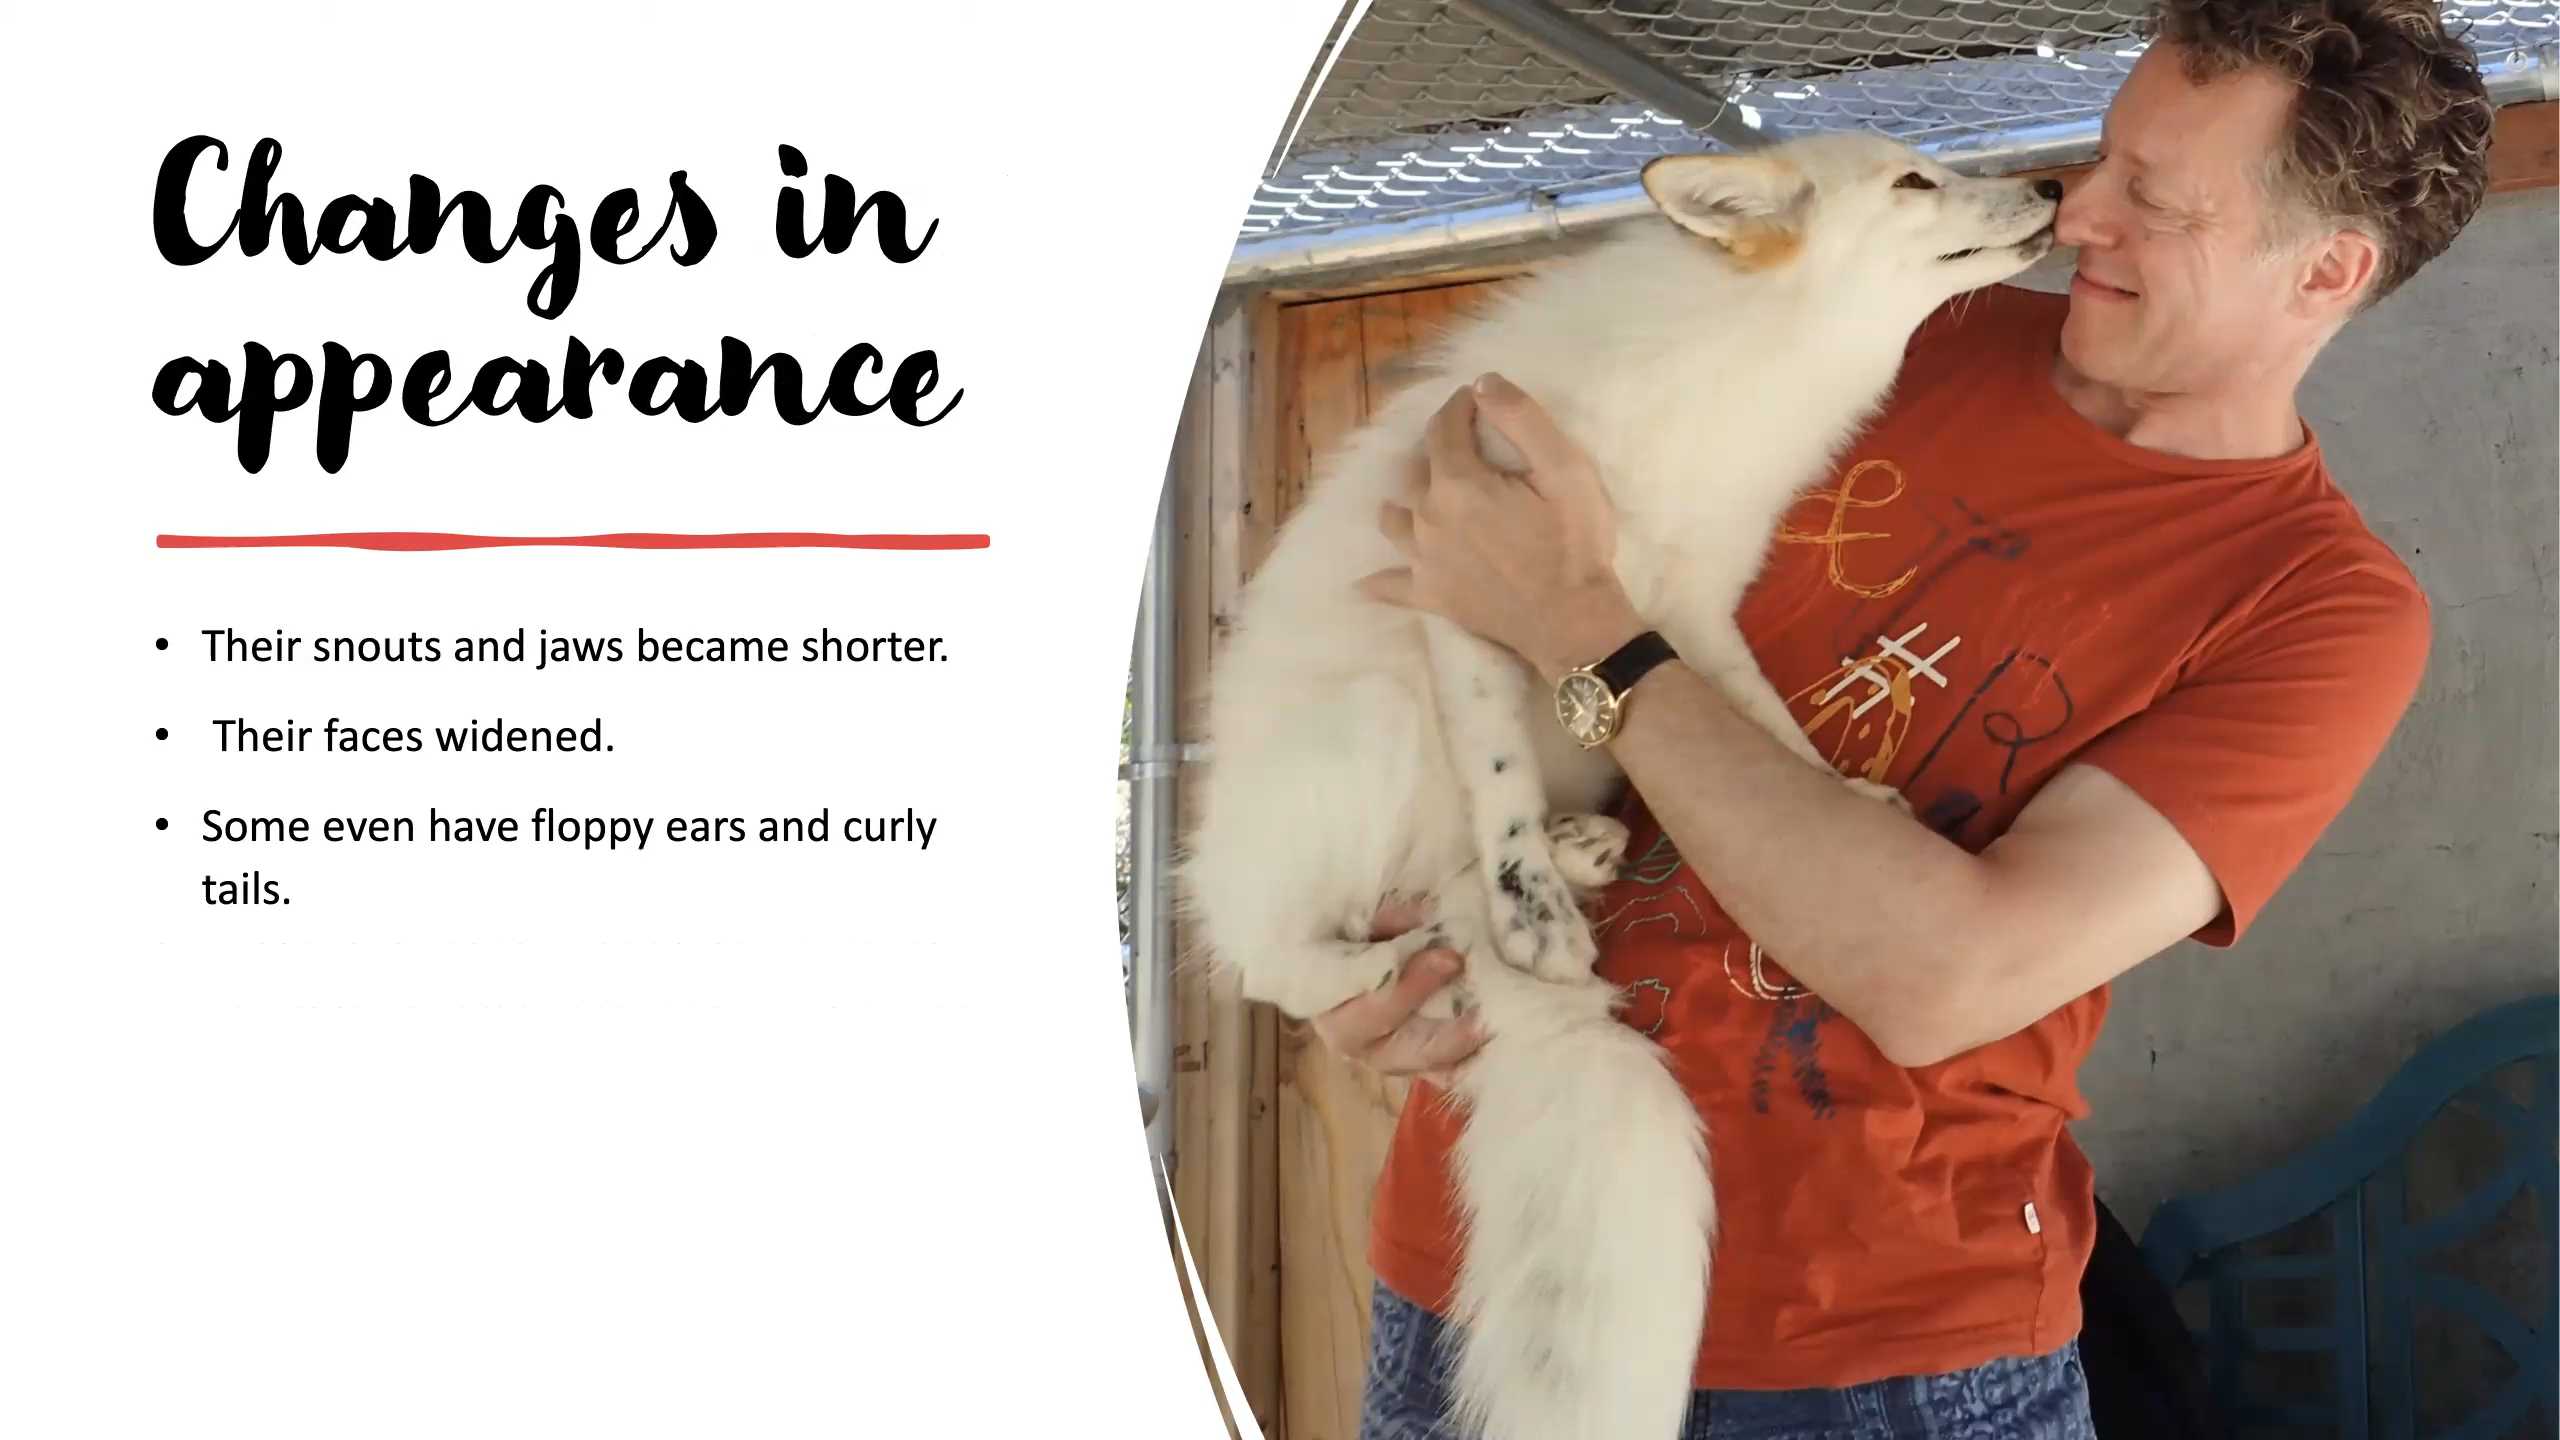 Changes in
appearance
• Their snouts and jaws became shorter.
• Their faces widened.
• Some even have floppy ears and curly
tails.